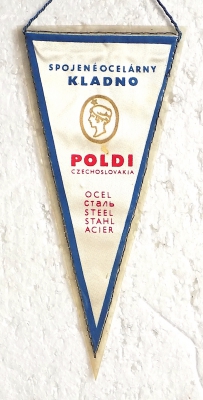 SPOJENÉ OCELÁRNY
KLADNO
POLDI
CZECHOSLOVAKIA
OCEL
сталь
STEEL
STAHL
ACIER